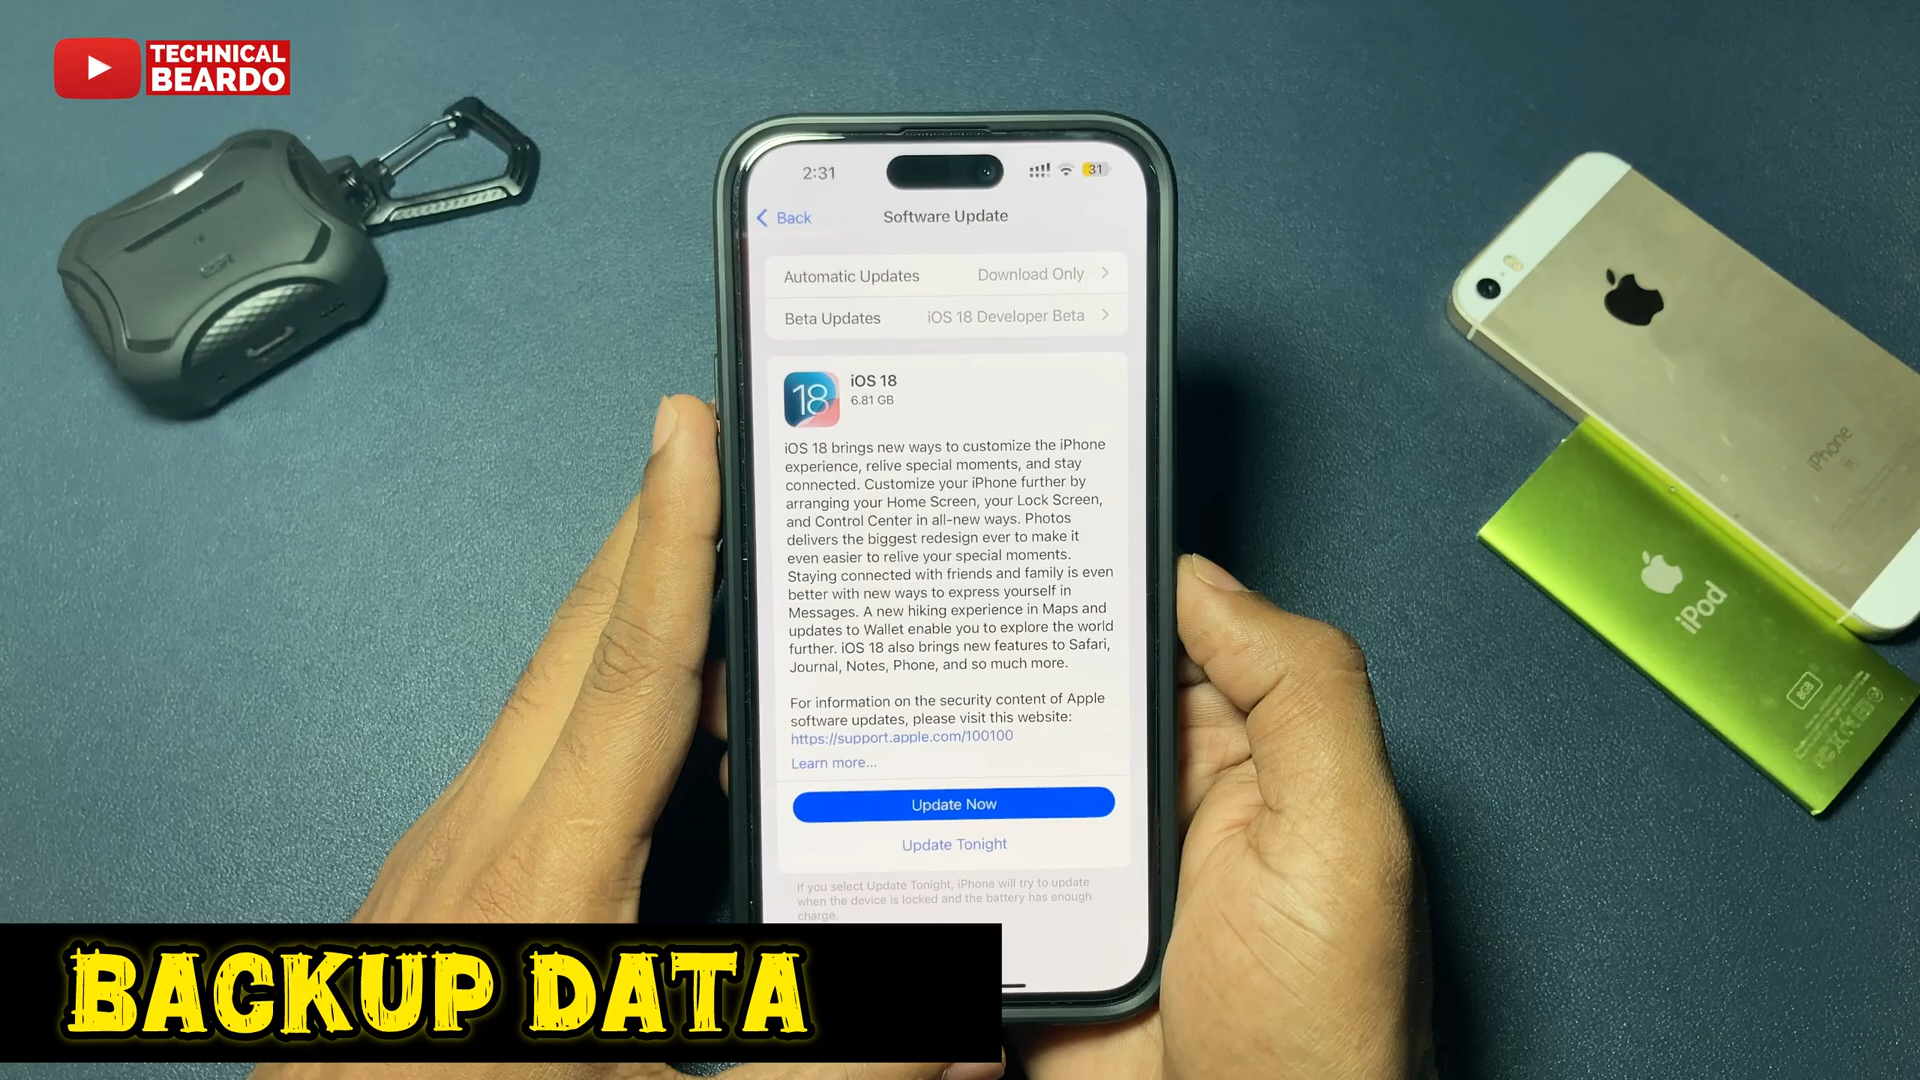 TECHNICAL
BEARDO
2:31
31
Back
Software Update
Automatic Updates
Download Only
Beta Updates
iOS 18 Developer Beta
18
iOS 18
6.81 GB
iOS 18 brings new ways to customize the iPhone
experience, relive special moments, and stay
connected. Customize your iPhone further by
arranging your Home Screen, your Lock Screen,
and Control Center in all-new ways. Photos
delivers the biggest redesign ever to make it
even easier to relive your special moments.
Staying connected with friends and family is even
better with new ways to express yourself in
Messages. A new hiking experience in Maps and
updates to Wallet enable you to explore the world
further. iOS 18 also brings new features to Safari,
Journal, Notes, Phone, and so much more.
For information on the security content of Apple
software updates, please visit this website:
https://support.apple.com/100100
Learn more...
Update Now
Update Tonight
If you select Update Tonight, iPhone will try to update
when the device is locked and the battery has enough
charge.
iPhone
SE
iPod
8GB
ESR
BACKUP DATA